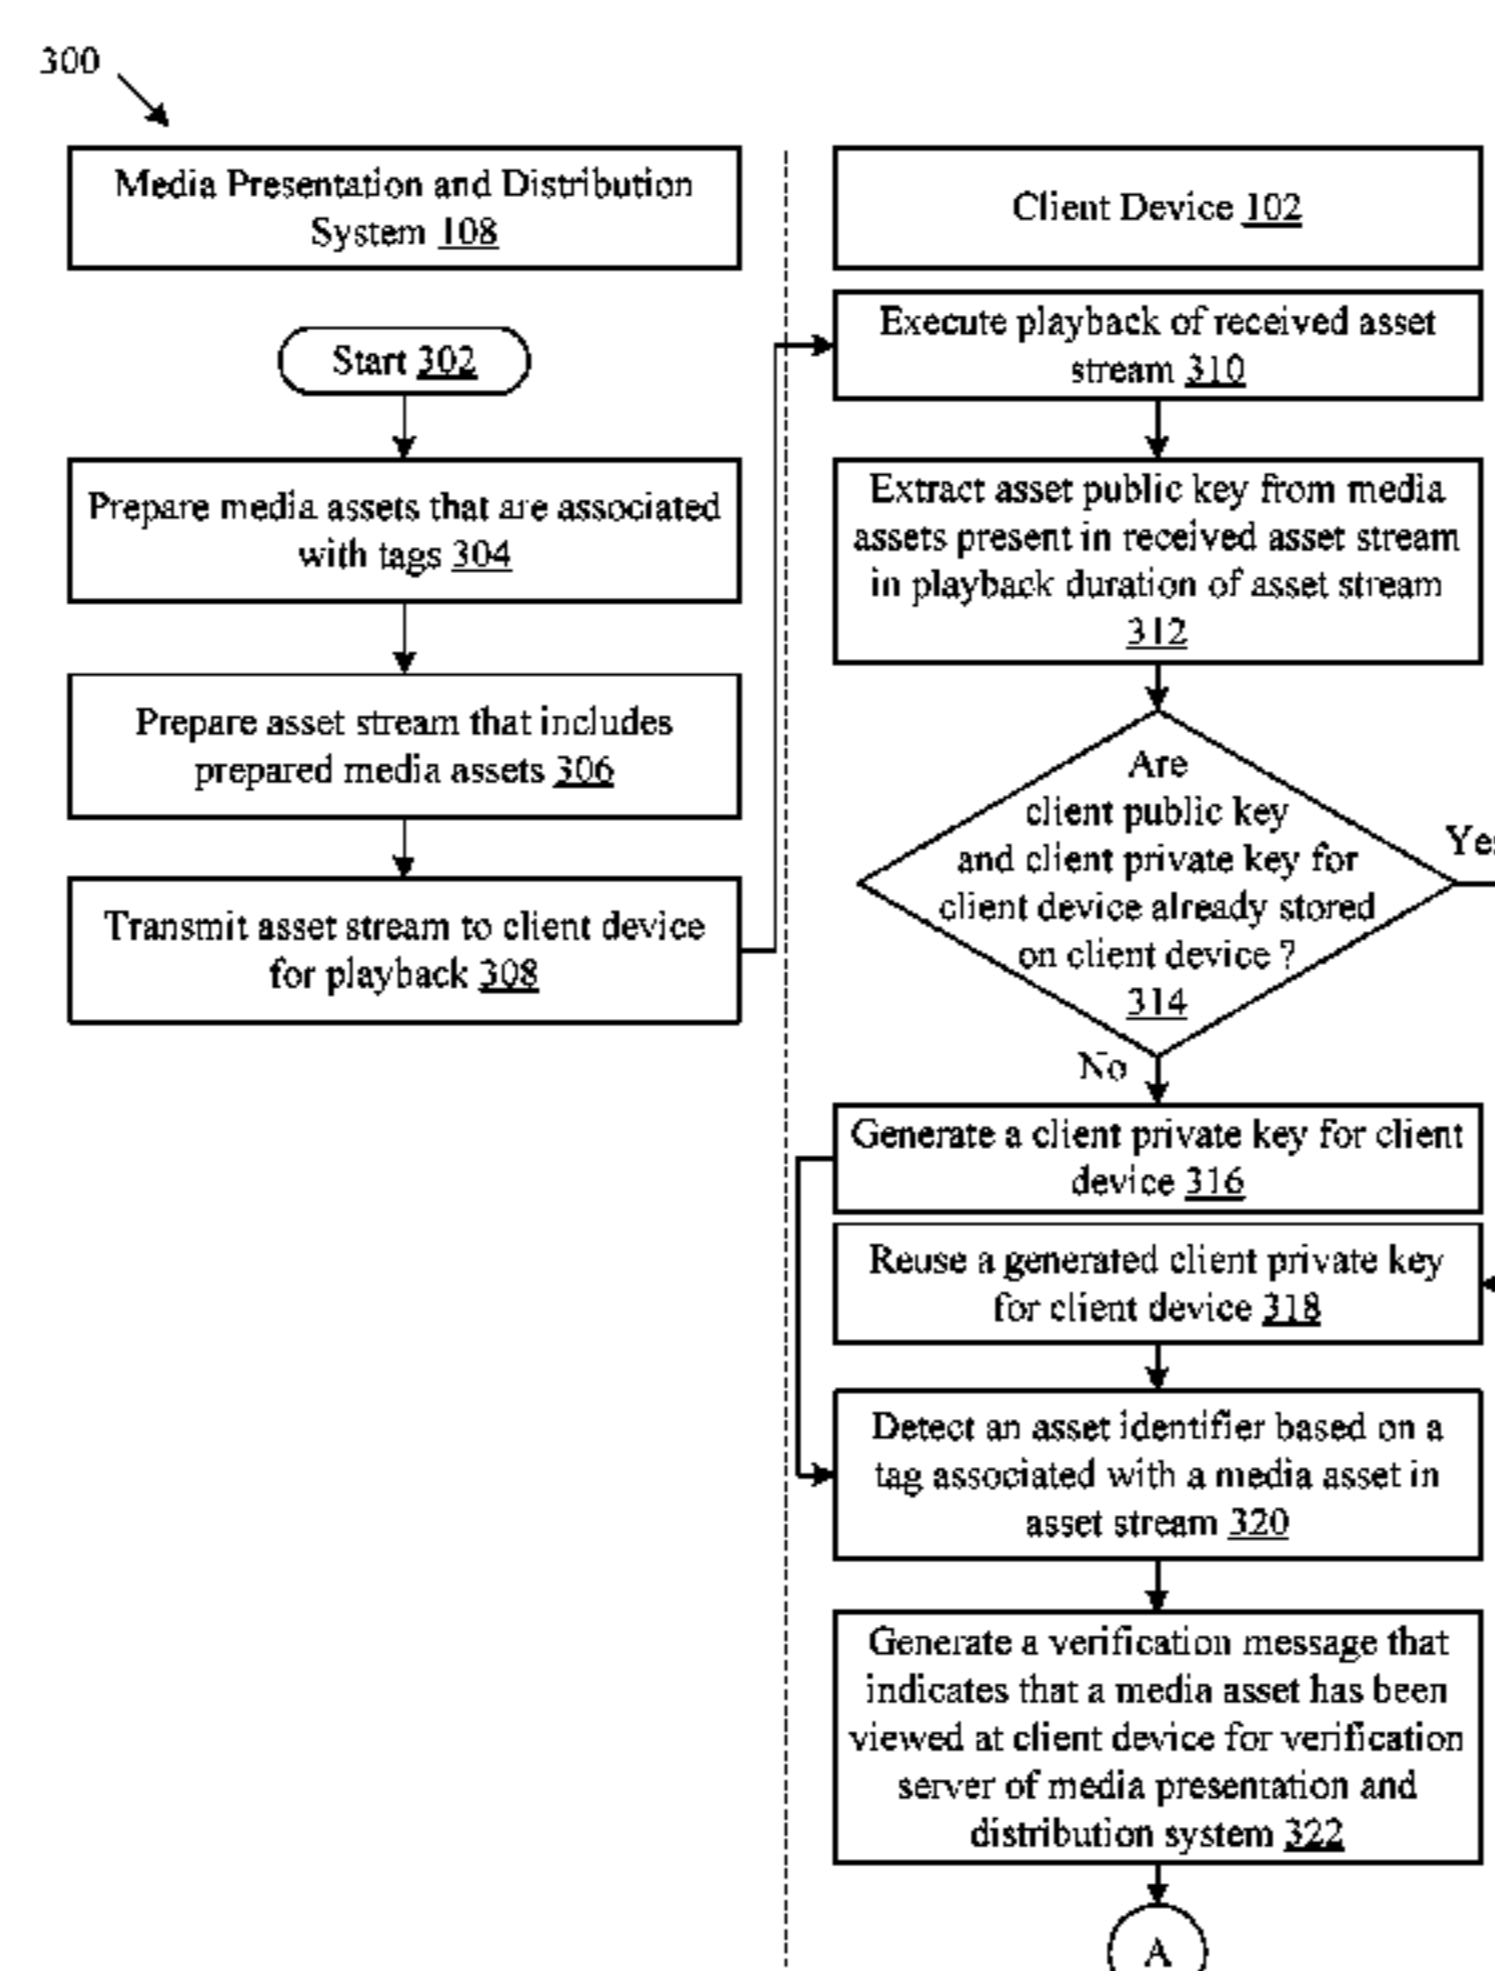 300
Media Presentation and Distribution
System 108
Start 302
Prepare media assets that are associated
with tags 304
Prepare asset stream that includes
prepared media assets 306
Transmit asset stream to client device
for playback 308
Client Device 102
Execute playback of received asset
stream 310
Extract asset public key from media
assets present in received asset stream
in playback duration of asset stream
312
Are
client public key
and client private key for
client device already stored
on client device ?
314
Yes
No
Generate a client private key for client
device 316
Reuse a generated client private key
for client device 318
Detect an asset identifier based on a
tag associated with a media asset in
asset stream 320
Generate a verification message that
indicates that a media asset has been
viewed at client device for verification
server of media presentation and
distribution system 322
A